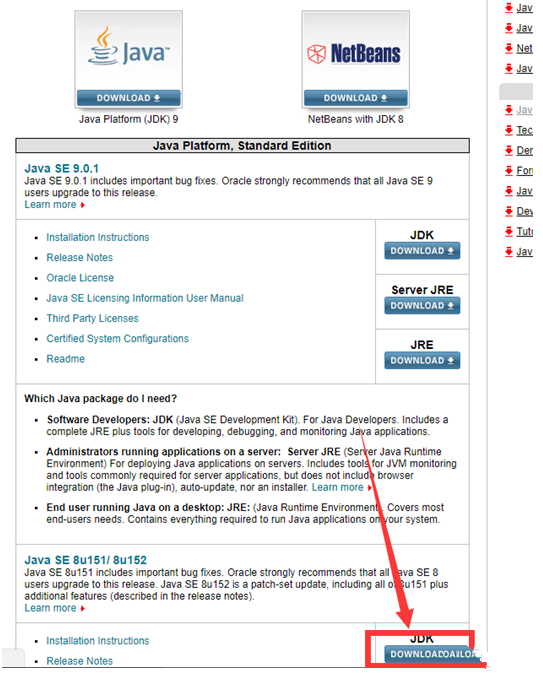 Java™
DOWNLOAD
Java Platform (JDK) 9
NetBeans
DOWNLOAD
NetBeans with JDK 8
Java Platform, Standard Edition
Java SE 9.0.1
Java SE 9.0.1 includes important bug fixes. Oracle strongly recommends that all Java SE 9
users upgrade to this release.
Learn more
Installation Instructions
Release Notes
Oracle License
Java SE Licensing Information User Manual
Third Party Licenses
Certified System Configurations
Readme
JDK
DOWNLOAD
Server JRE
DOWNLOAD
JRE
DOWNLOAD
Which Java package do I need?
Software Developers: JDK (Java SE Development Kit). For Java Developers. Includes a
complete JRE plus tools for developing, debugging, and monitoring Java applications.
Administrators running applications on a server: Server JRE (Server Java Runtime
Environment) For deploying Java applications on servers. Includes tools for JVM monitoring
and tools commonly required for server applications, but does not include browser
integration (the Java plug-in), auto-update, nor an installer. Learn more
End user running Java on a desktop: JRE: (Java Runtime Environment. Covers most
end-users needs. Contains everything required to run Java applications on your system.
Java SE 8u151/ 8u152
Java SE 8u151 includes important bug fixes. Oracle strongly recommends that all Java SE 8
users upgrade to this release. Java SE 8u152 is a patch-set update, including all of 8u151 plus
additional features (described in the release notes).
Learn more
Installation Instructions
Release Notes
JDK
DOWNLOAD
Jav
Java
Net
Jav
Jav
Tec
Der
For
Jav
Dev
Tut
Jav